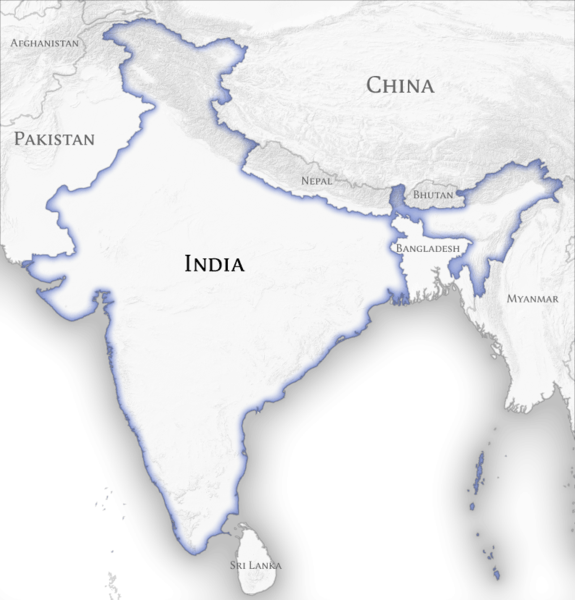 AFGHANISTAN
CHINA
PAKISTAN
NEPAL
BHUTAN
BANGLADESH
INDIA
MYANMAR
SRI LANKA